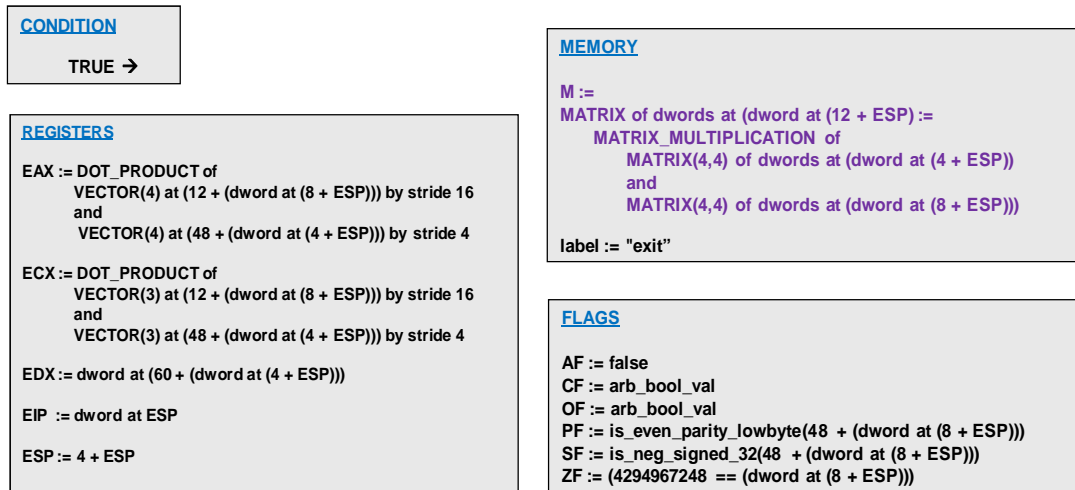 CONDITION
TRUE →
REGISTERS
EAX := DOT_PRODUCT of
VECTOR(4) at (12 + (dword at (8 + ESP))) by stride 16
and
VECTOR(4) at (48 + (dword at (4 + ESP))) by stride 4
ECX := DOT_PRODUCT of
VECTOR(3) at (12 + (dword at (8 + ESP))) by stride 16
and
VECTOR(3) at (48 + (dword at (4 + ESP))) by stride 4
EDX := dword at (60 + (dword at (4 + ESP)))
EIP := dword at ESP
ESP := 4 + ESP
MEMORY
M :=
MATRIX of dwords at (dword at (12 + ESP) :=
MATRIX_MULTIPLICATION of
MATRIX(4,4) of dwords at (dword at (4 + ESP))
and
MATRIX(4,4) of dwords at (dword at (8 + ESP)))
label := "exit”
FLAGS
AF := false
CF := arb_bool_val
OF := arb_bool_val
PF := is_even_parity_lowbyte(48 + (dword at (8 + ESP)))
SF := is_neg_signed_32(48 + (dword at (8 + ESP)))
ZF := (4294967248 == (dword at (8 + ESP)))